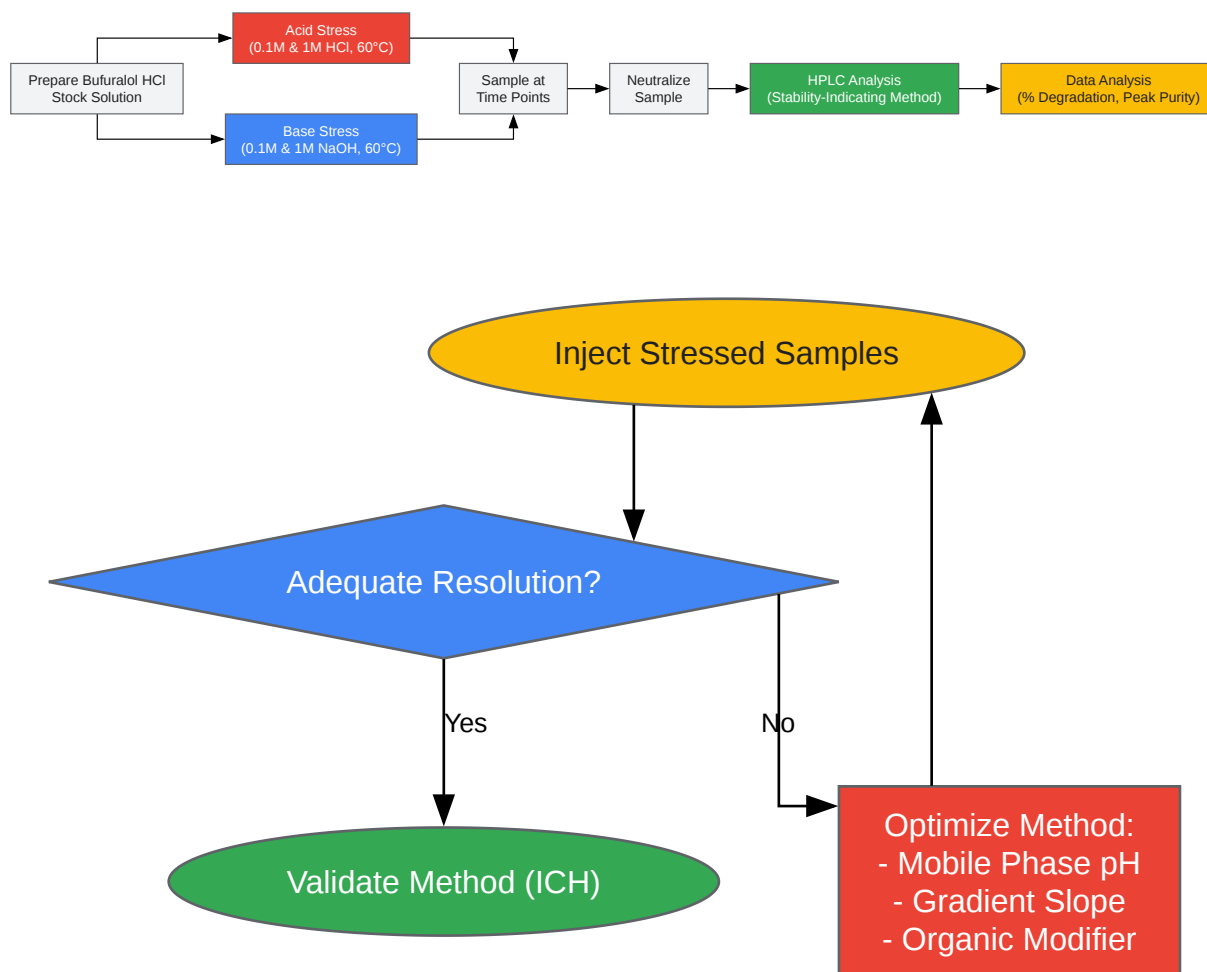 Acid Stress
(0.1M & 1M HCl, 60°C)
Prepare Bufuralol HCl
Stock Solution
Base Stress
(0.1M & 1M NaOH, 60°C)
Sample at
Time Points
Neutralize
Sample
HPLC Analysis
(Stability-Indicating Method)
Data Analysis
(% Degradation, Peak Purity)
Inject Stressed Samples
Adequate Resolution?
Yes
No
Validate Method (ICH)
Optimize Method:
- Mobile Phase pH
- Gradient Slope
- Organic Modifier